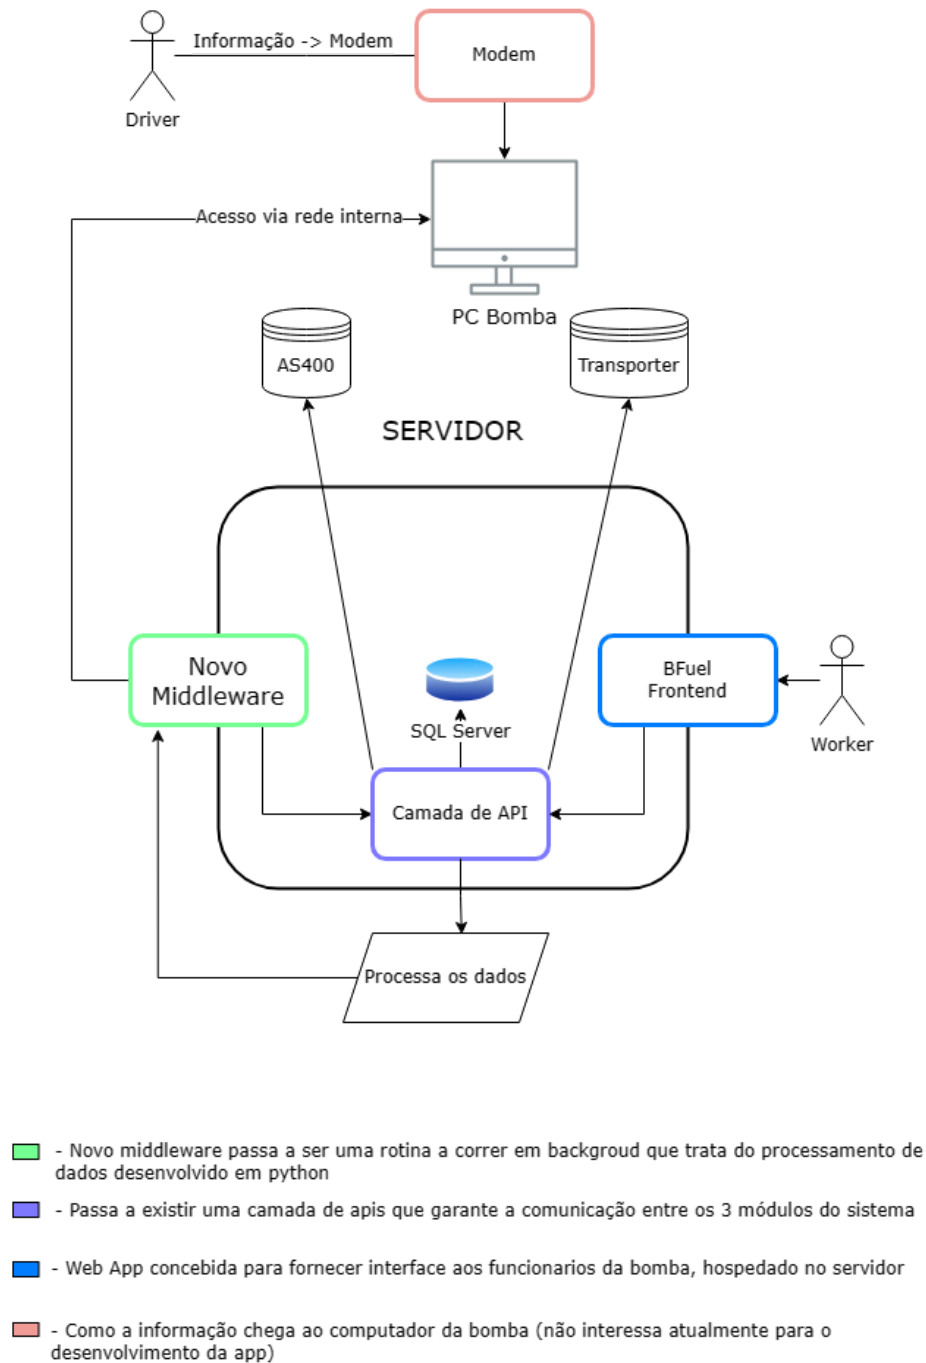 Informação -> Modem
Modem
Driver
Acesso via rede interna
PC Bomba
AS400
Transporter
SERVIDOR
Novo
Middleware
BFuel
Frontend
SQL Server
Worker
Camada de API
Processa os dados
- Novo middleware passa a ser uma rotina a correr em backgroud que trata do processamento de
dados desenvolvido em python
- Passa a existir uma camada de apis que garante a comunicação entre os 3 módulos do sistema
- Web App concebida para fornecer interface aos funcionarios da bomba, hospedado no servidor
- Como a informação chega ao computador da bomba (não interessa atualmente para o
desenvolvimento da app)